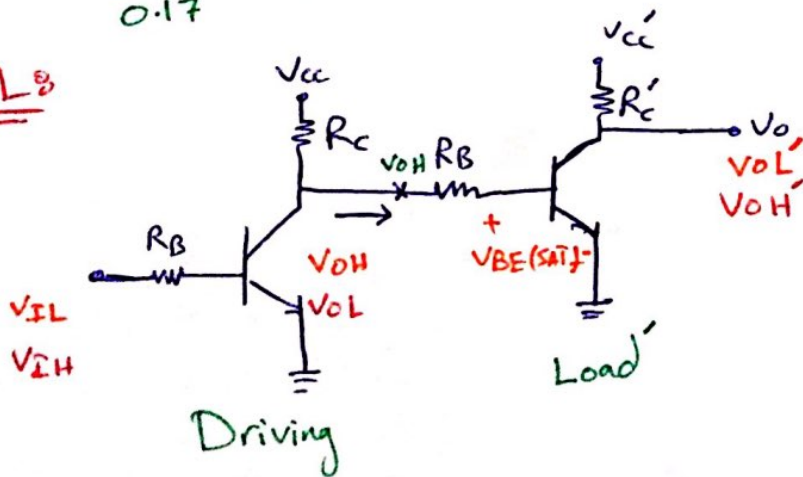 0.17
L:
Vcc
Rc
VOH RB
Vcc'
Rc'
Vo
VOL'
VOH'
RB
VOH
VOL
+
VBE(SAT)-
VIL
VIH
Driving
Load'